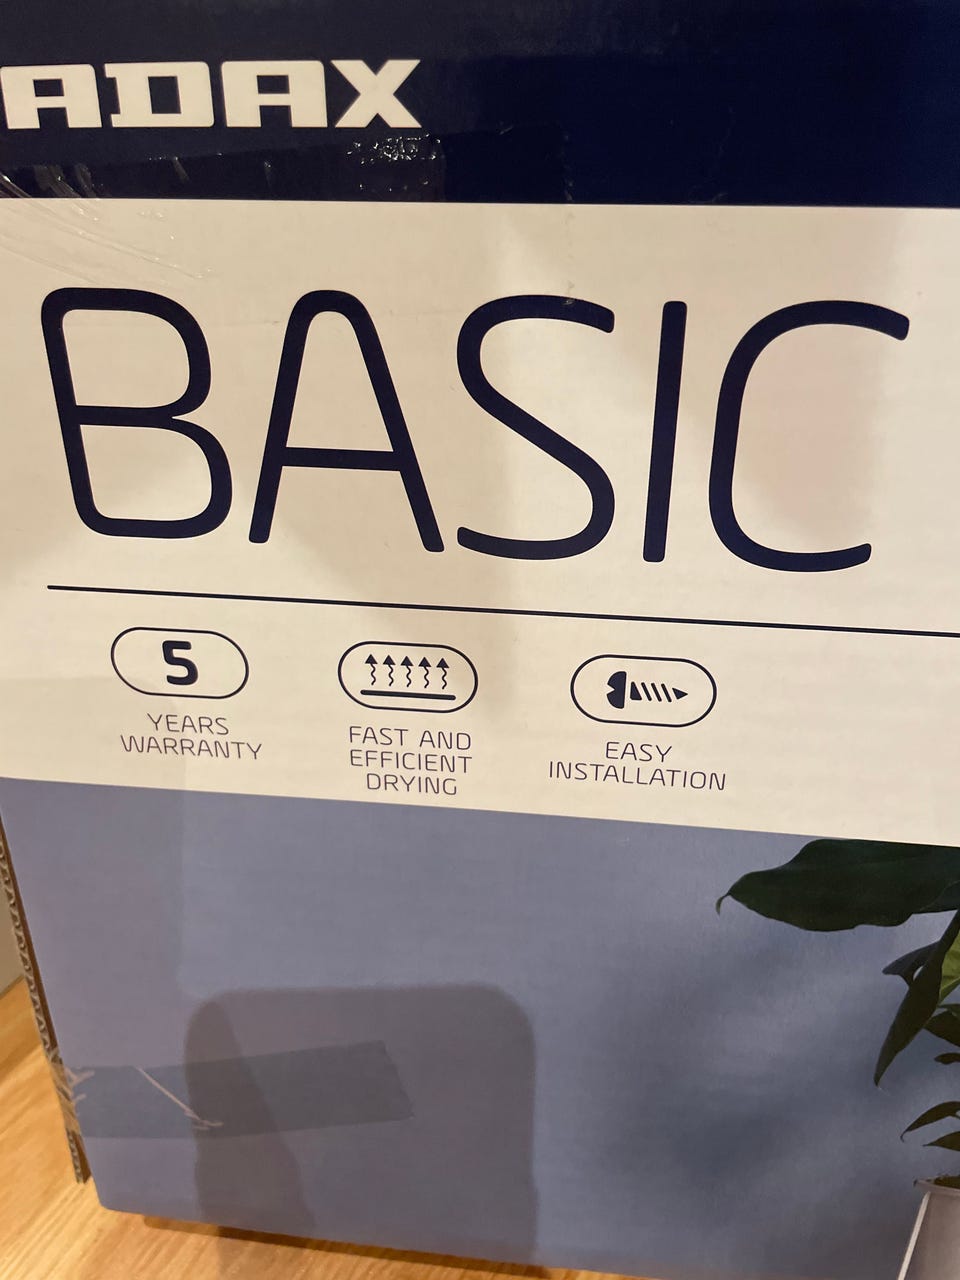 ADAX
BASIC
5
YEARS
WARRANTY
FAST AND
EFFICIENT
DRYING
EASY
INSTALLATION